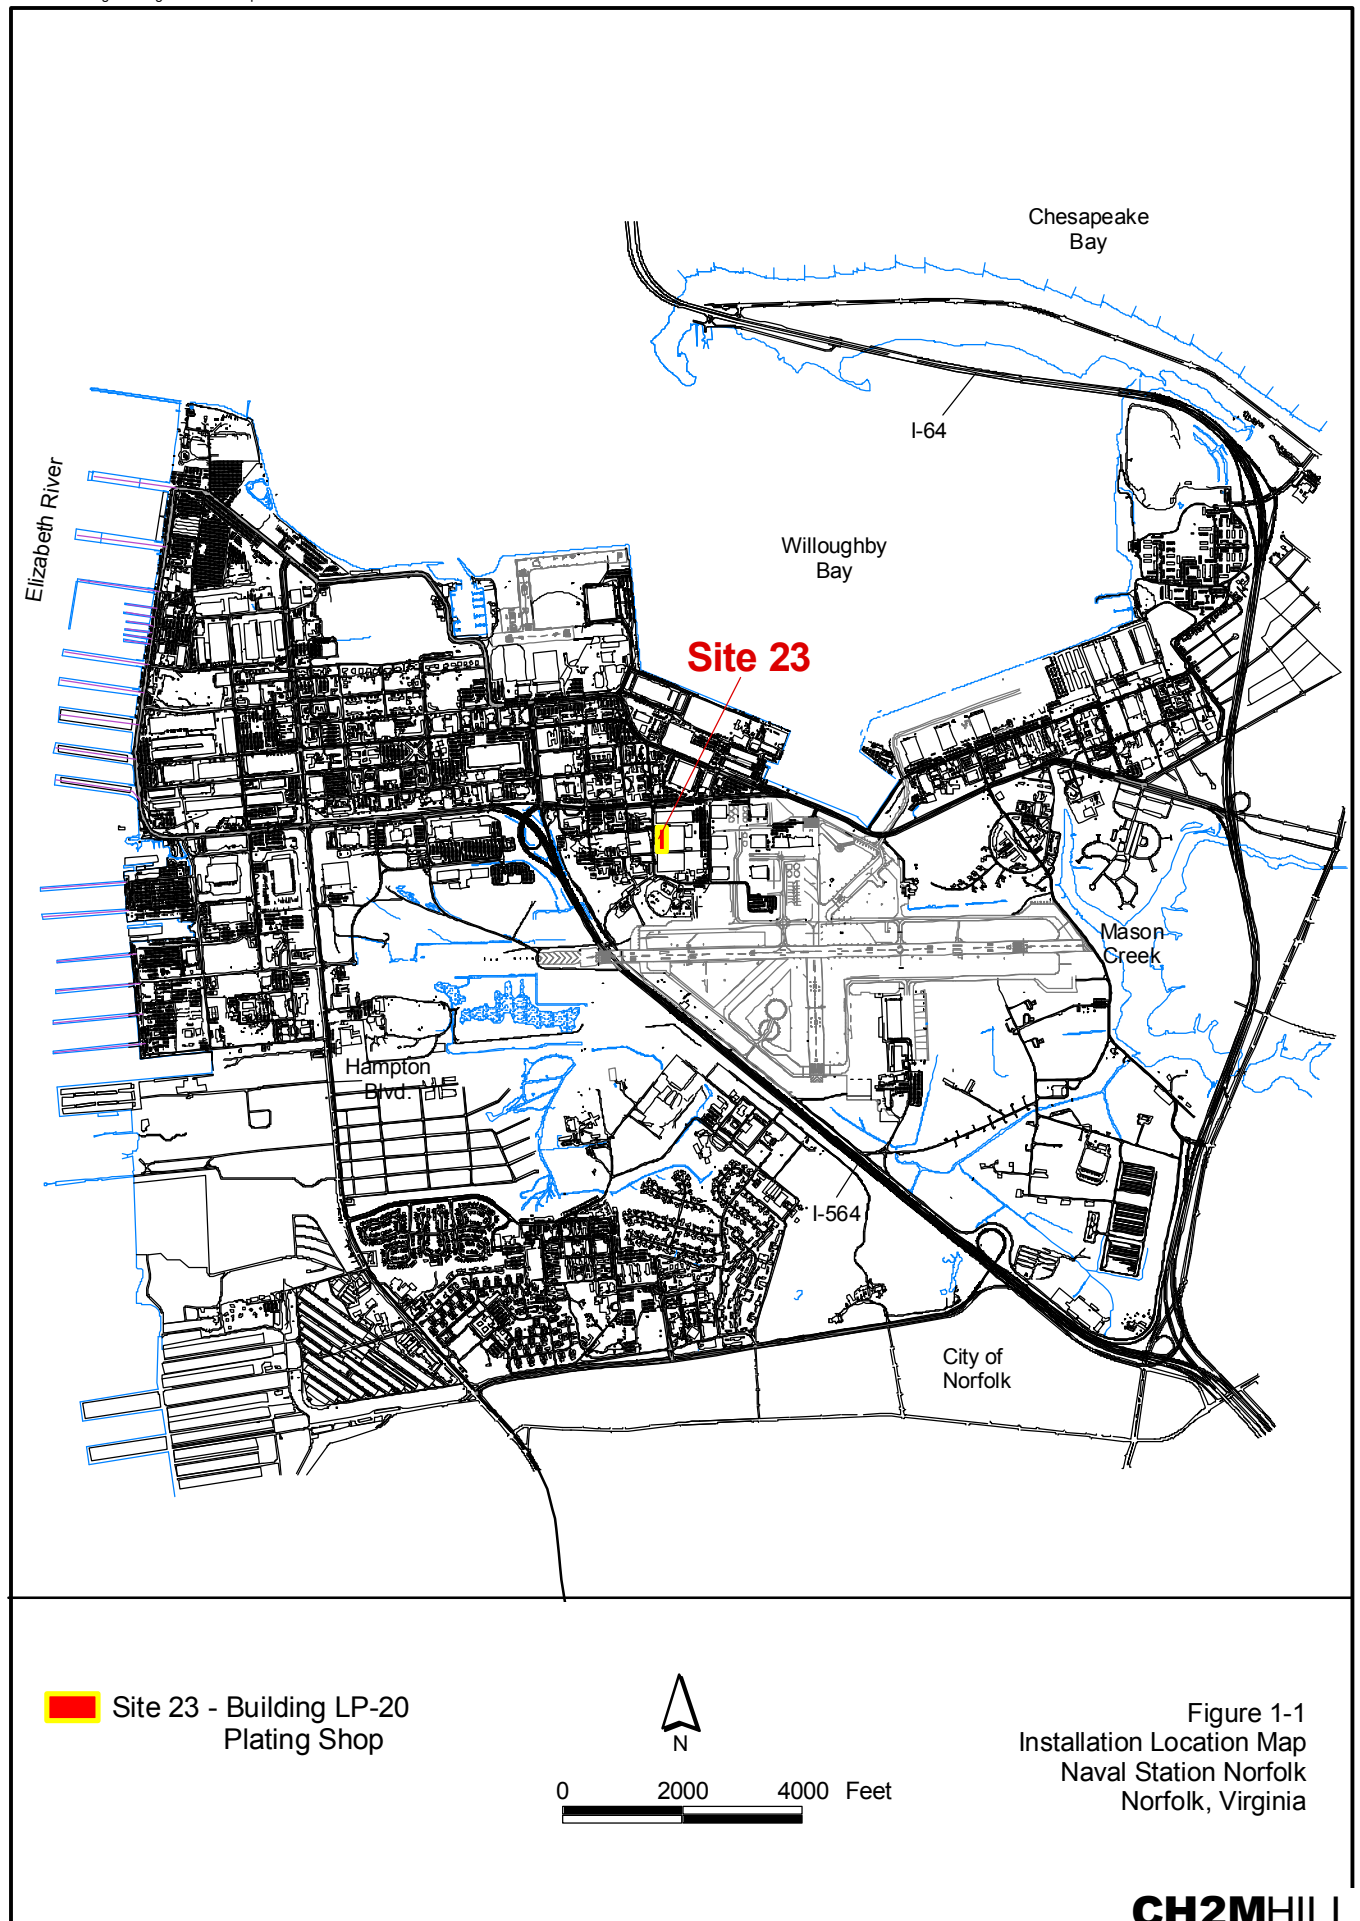 Chesapeake
Bay
I-64
Elizabeth River
Willoughby
Bay
Site 23
Mason
Creek
Hampton
Blvd.
I-564
City of
Norfolk
Site 23 - Building LP-20
Plating Shop
N
0 2000 4000 Feet
Figure 1-1
Installation Location Map
Naval Station Norfolk
Norfolk, Virginia
CH2MHILL